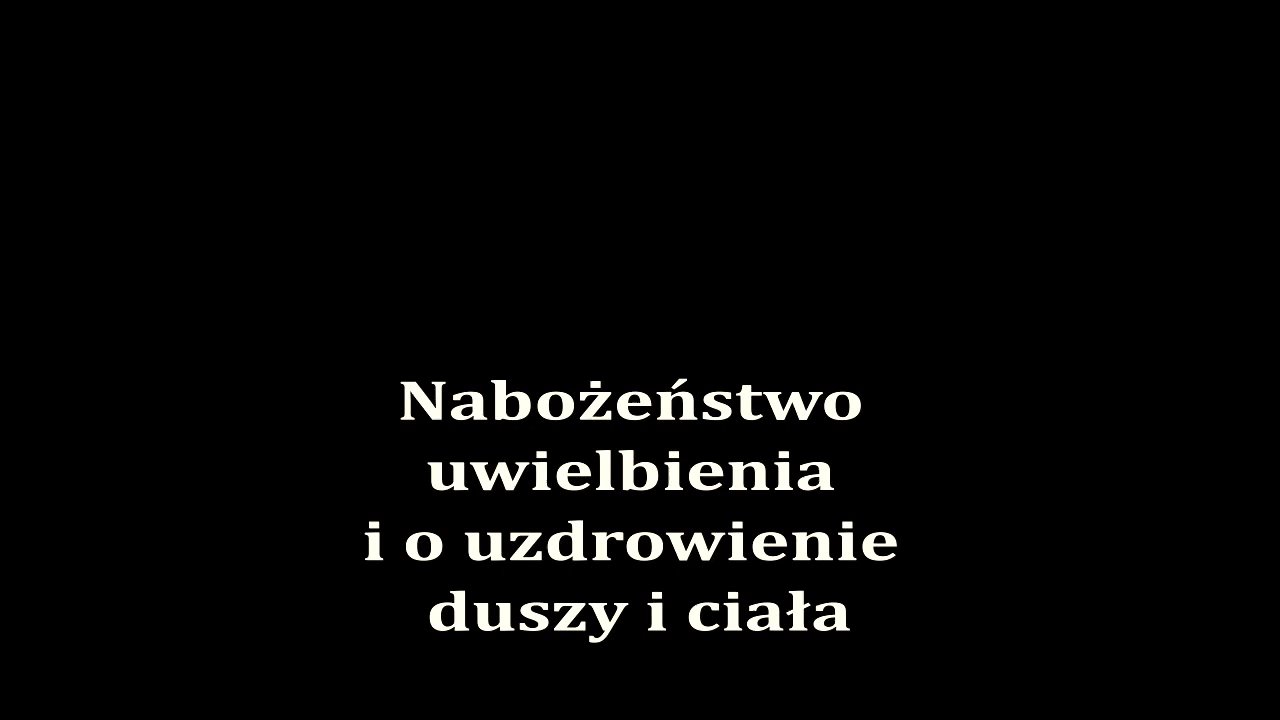 Nabożeństwo
uwielbienia
i o uzdrowienie
duszy i ciała